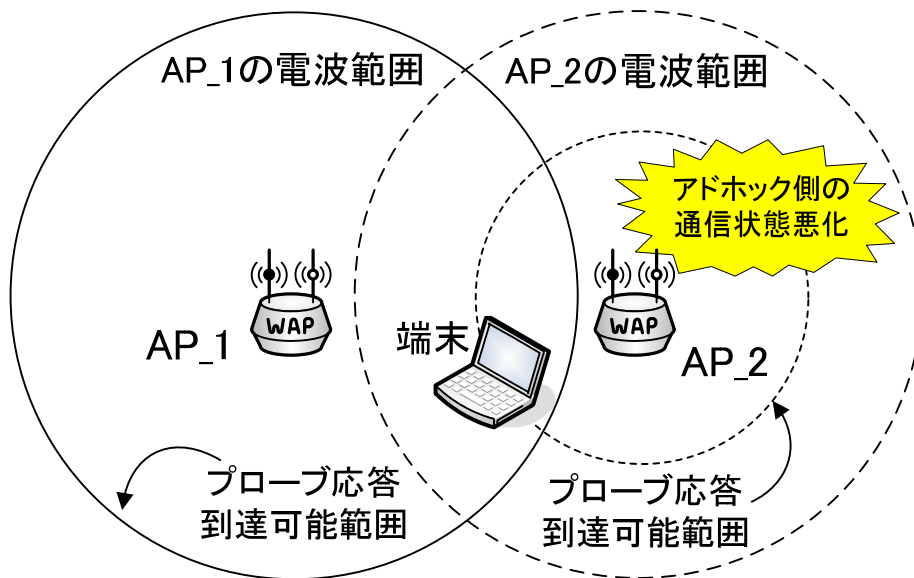 AP_1の電波範囲
AP_2の電波範囲
アドホック側の
通信状態悪化
WAP
WAP
AP_1
端末
AP_2
プローブ応答
到達可能範囲
プローブ応答
到達可能範囲